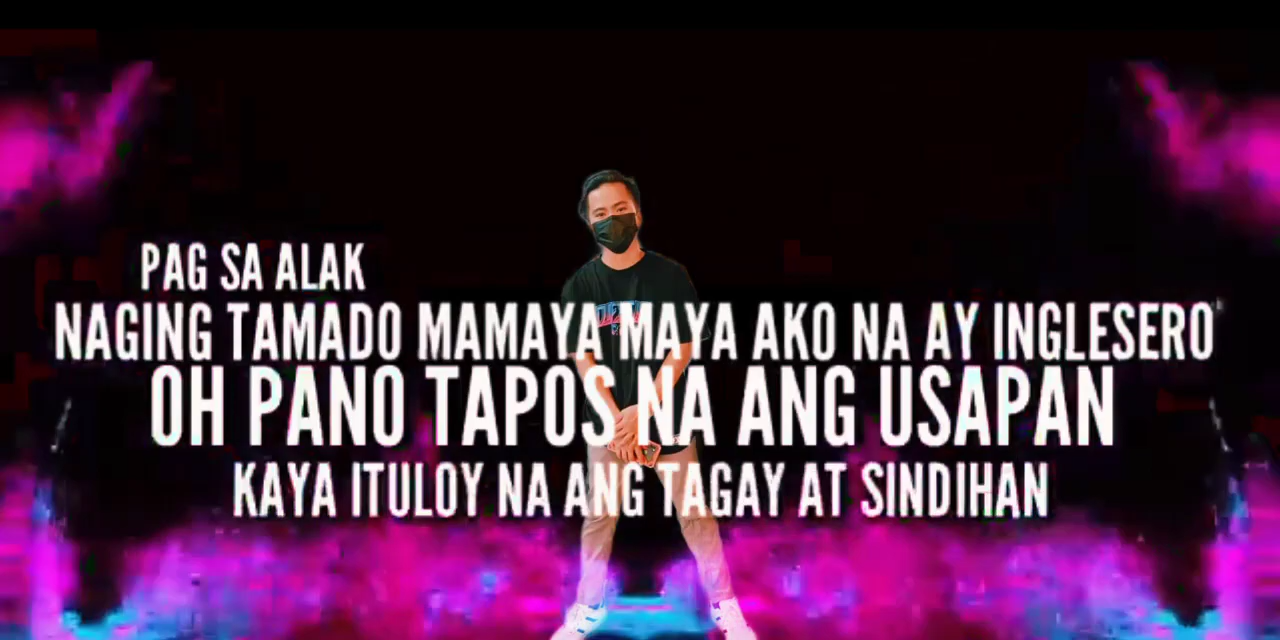 PAG SA ALAK
NAGING TAMADO MAMAYA MAYA AKO NA AY INGLESERO
OH PANO TAPOS NA ANG USAPAN
KAYA ITULOY NA ANG TAGAY AT SINDIHAN